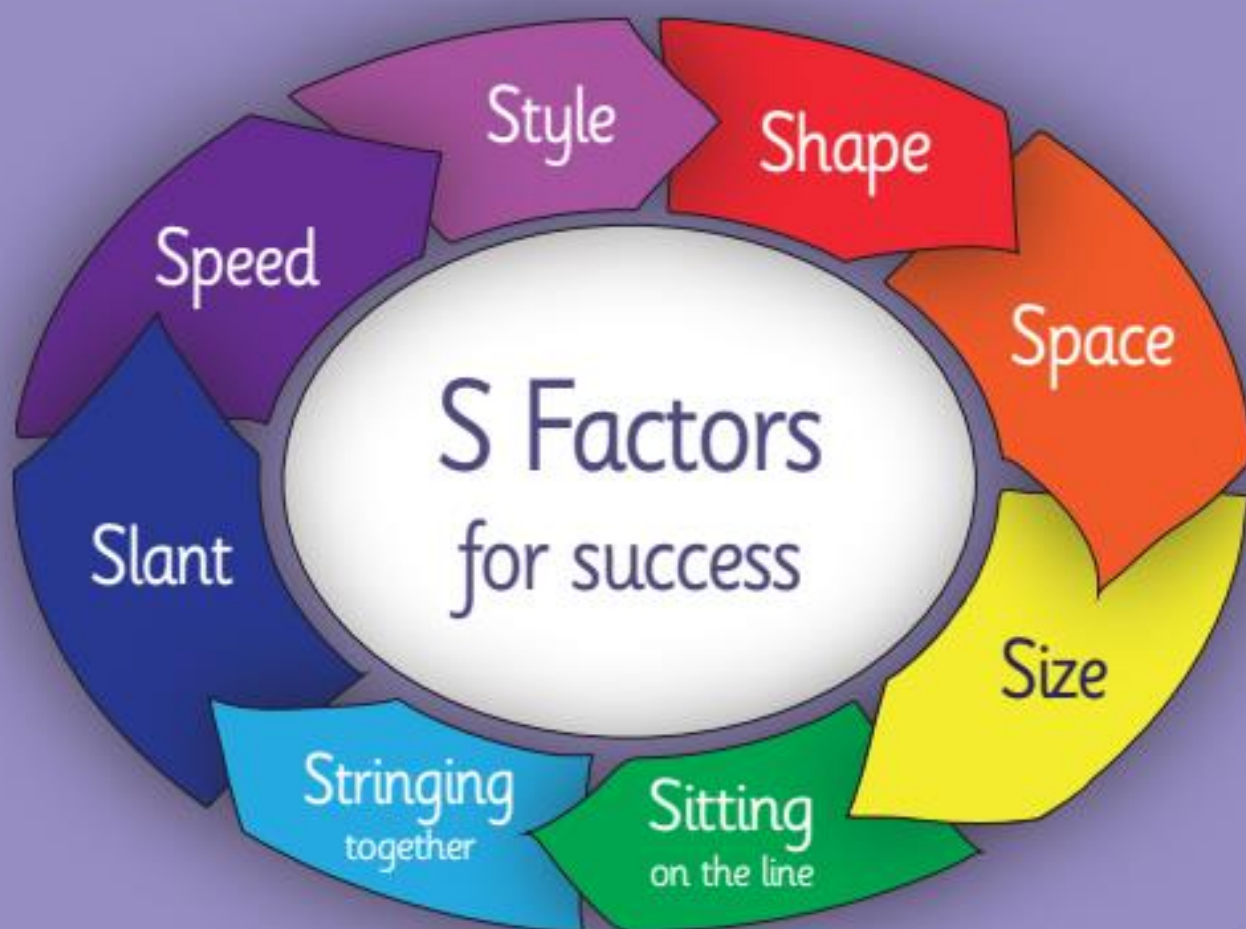 Style
Shape
Space
Size
Sitting
on the line
Stringing
together
Slant
Speed
S Factors
for success